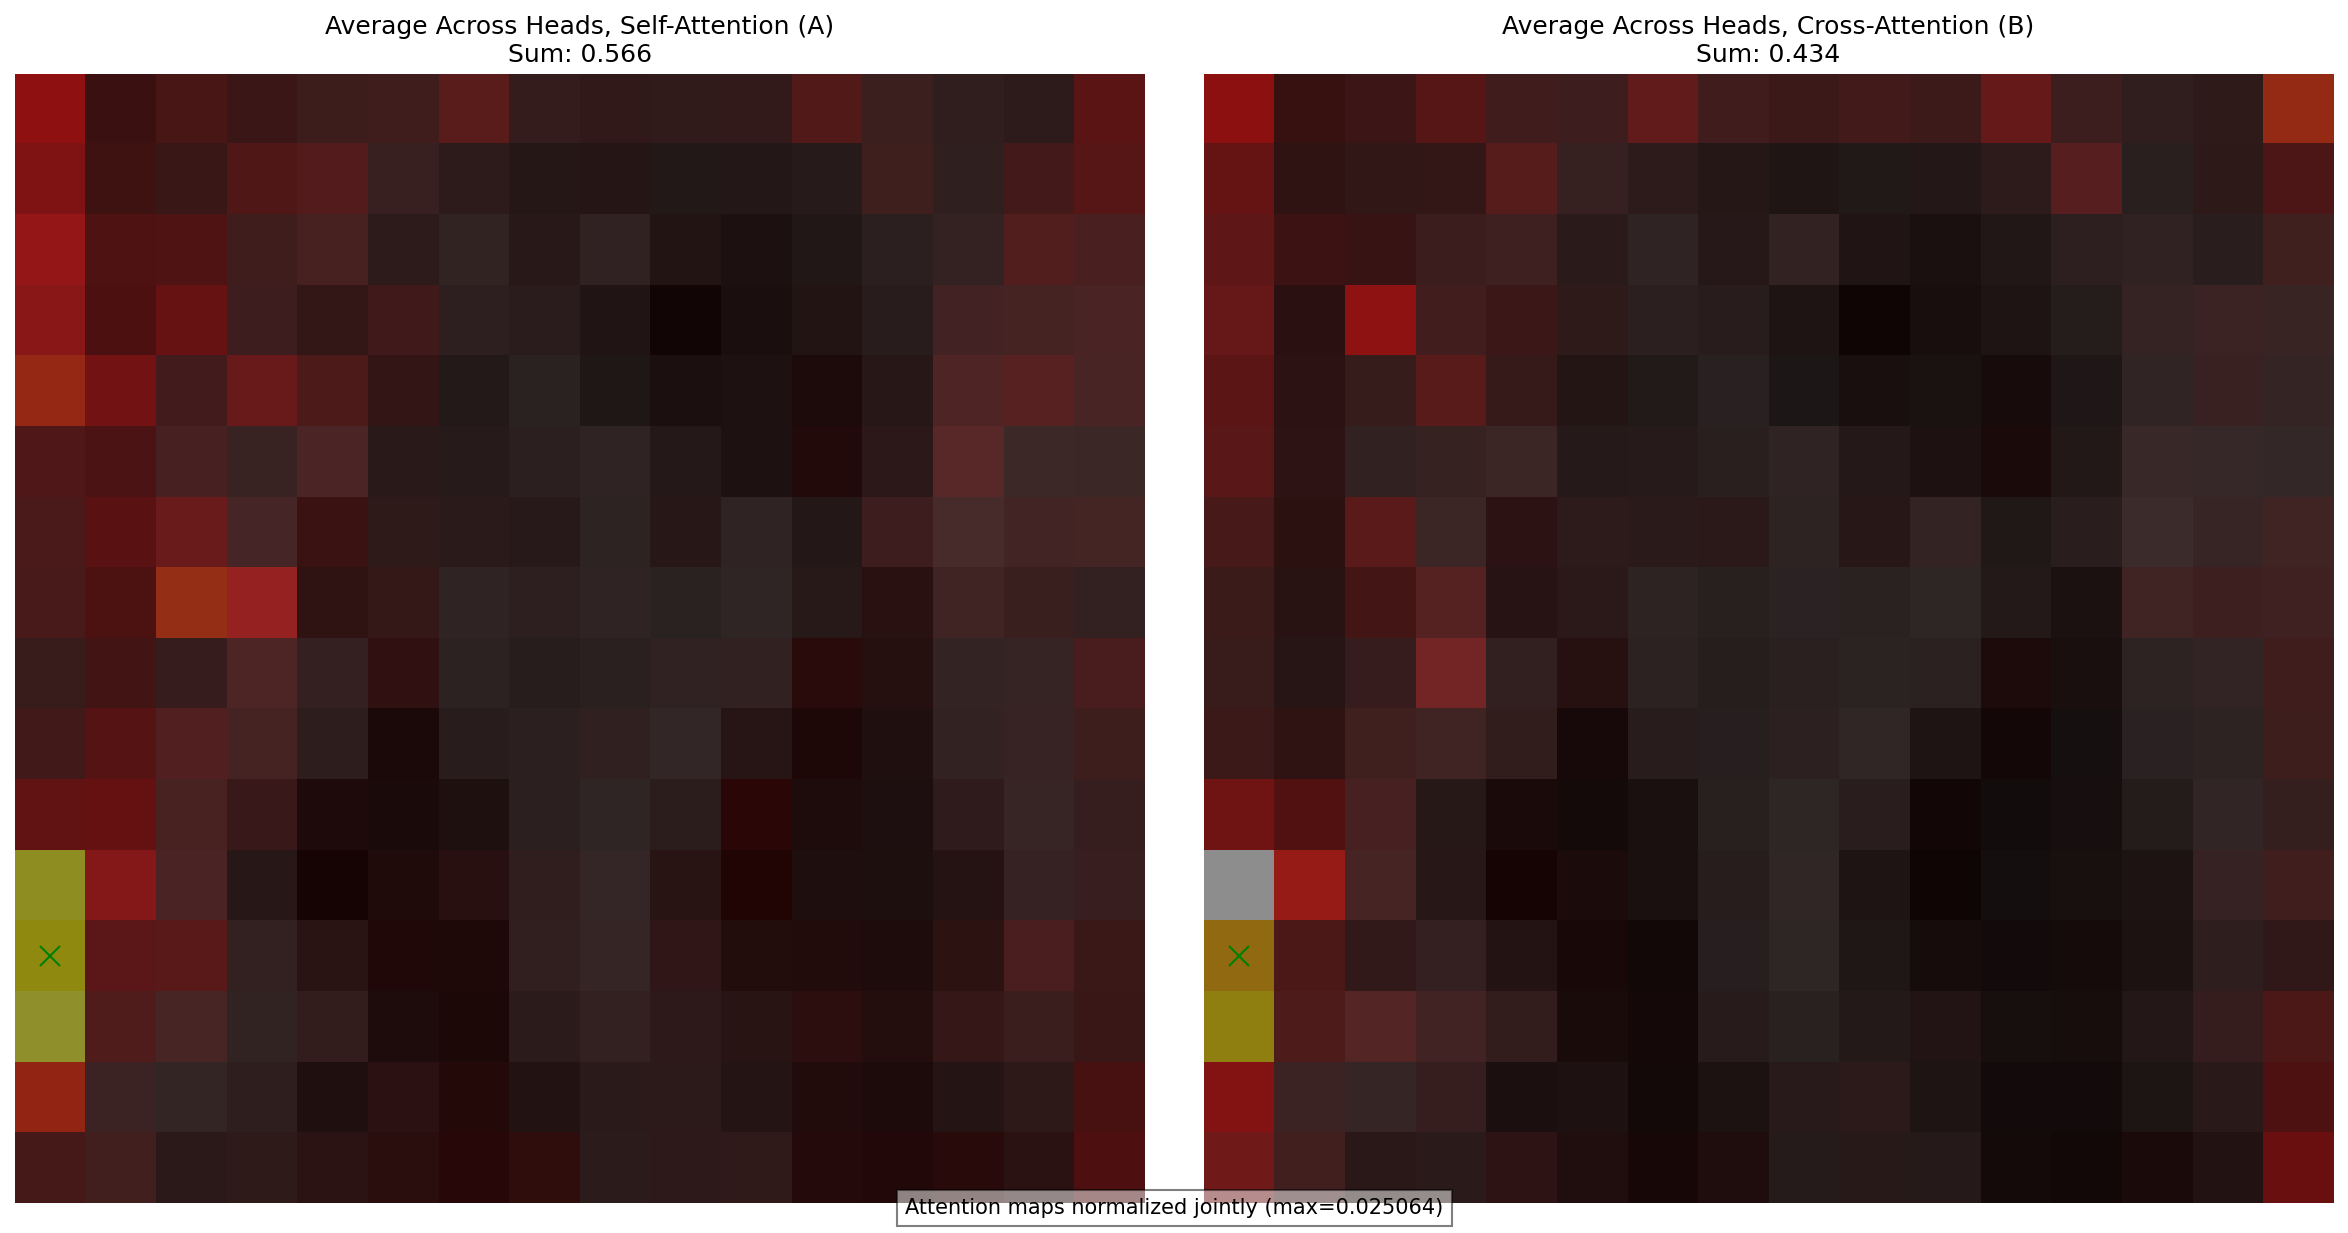 Average Across Heads, Self-Attention (A)
Sum: 0.566
Average Across Heads, Cross-Attention (B)
Sum: 0.434
Attention maps normalized jointly (max=0.025064)